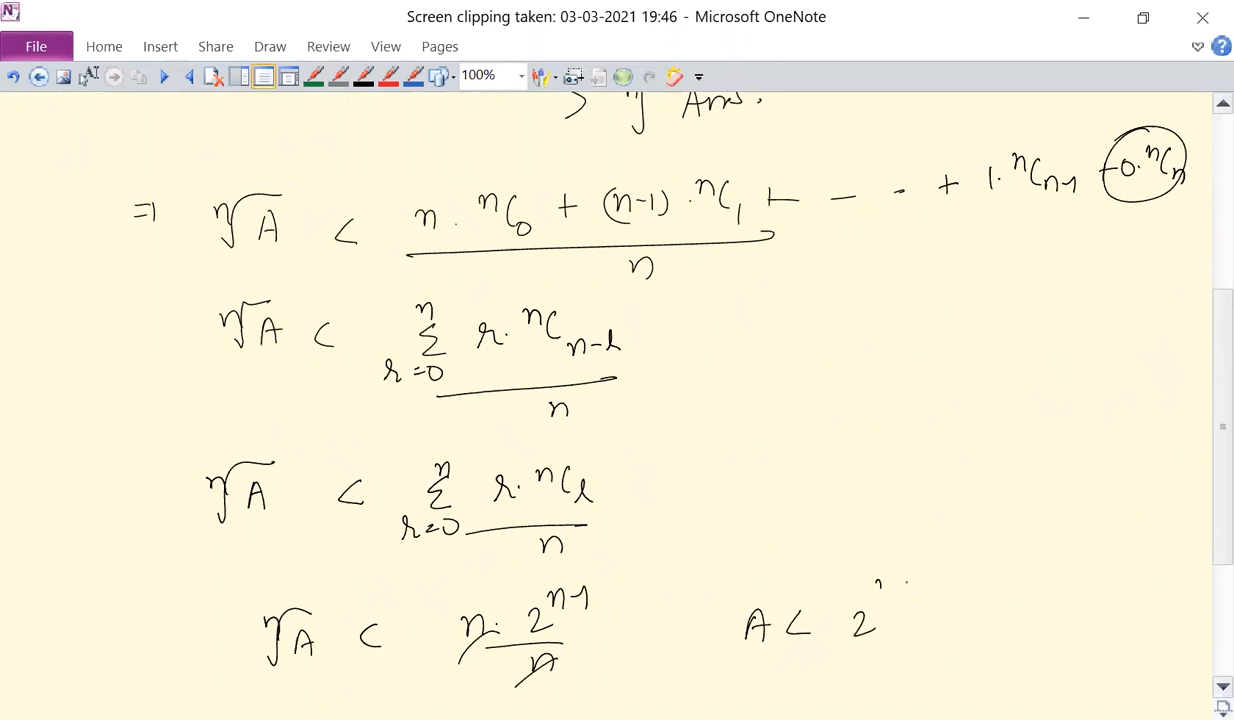 Screen clipping taken: 03-03-2021 19:46 - Microsoft OneNote
File Home Insert Share Draw Review View Pages
100%
Ans.
⇒ ⁿ√A < (n · ⁿC₀ + (n-1) · ⁿC₁ + - - - + 1 · ⁿCₙ₋₁ + 0 · ⁿCₙ) / n
ⁿ√A < (Σ_{r=0}^{n} r · ⁿCₙ₋ᵣ) / n
ⁿ√A < (Σ_{r=0}^{n} r · ⁿCᵣ) / n
ⁿ√A < (n · 2ⁿ⁻¹) / n A < 2